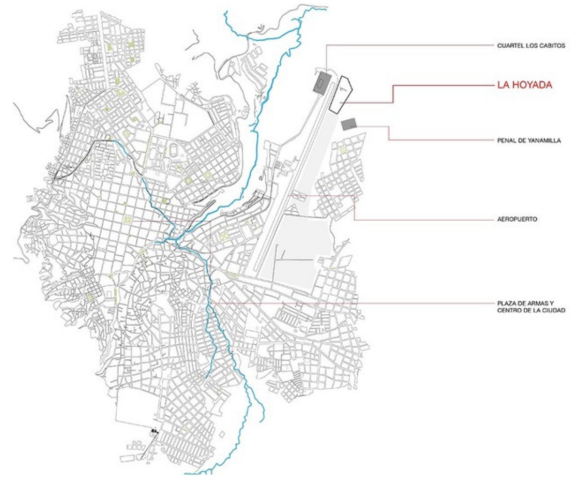 CUARTEL LOS CABITOS
LA HOYADA
PENAL DE YANAMILLA
AEROPUERTO
PLAZA DE ARMAS Y
CENTRO DE LA CIUDAD